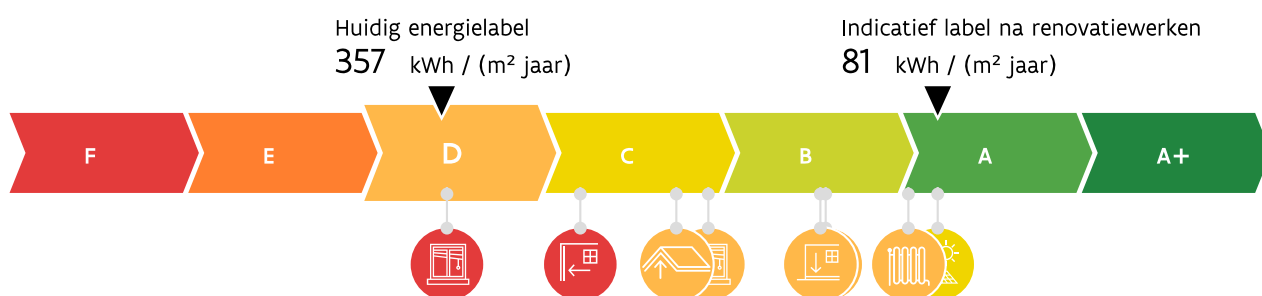 Huidig energielabel
357 kWh / (m² jaar)
Indicatief label na renovatiewerken
81 kWh / (m² jaar)
F E D C B A A+